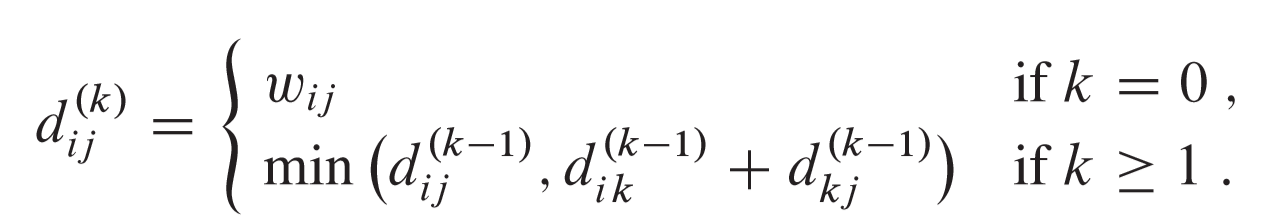 d_{ij}^{(k)} = { w_{ij} if k = 0 ,
min (d_{ij}^{(k−1)}, d_{ik}^{(k−1)} + d_{kj}^{(k−1)}) if k ≥ 1 .